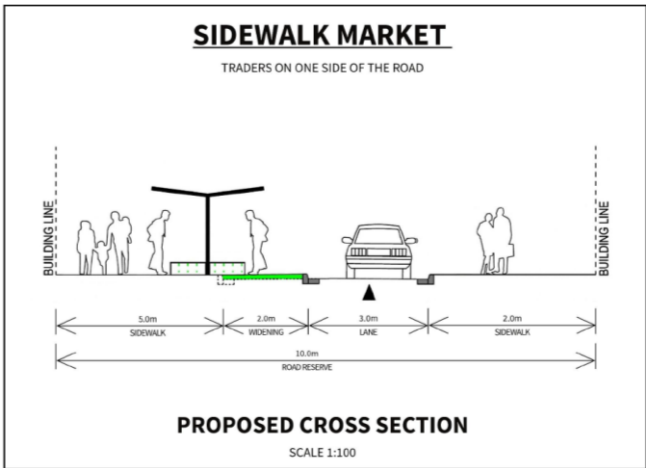 SIDEWALK MARKET
TRADERS ON ONE SIDE OF THE ROAD
BUILDING LINE
BUILDING LINE
5.0m
SIDEWALK
2.0m
WIDENING
3.0m
LANE
2.0m
SIDEWALK
10.0m
ROAD RESERVE
PROPOSED CROSS SECTION
SCALE 1:100